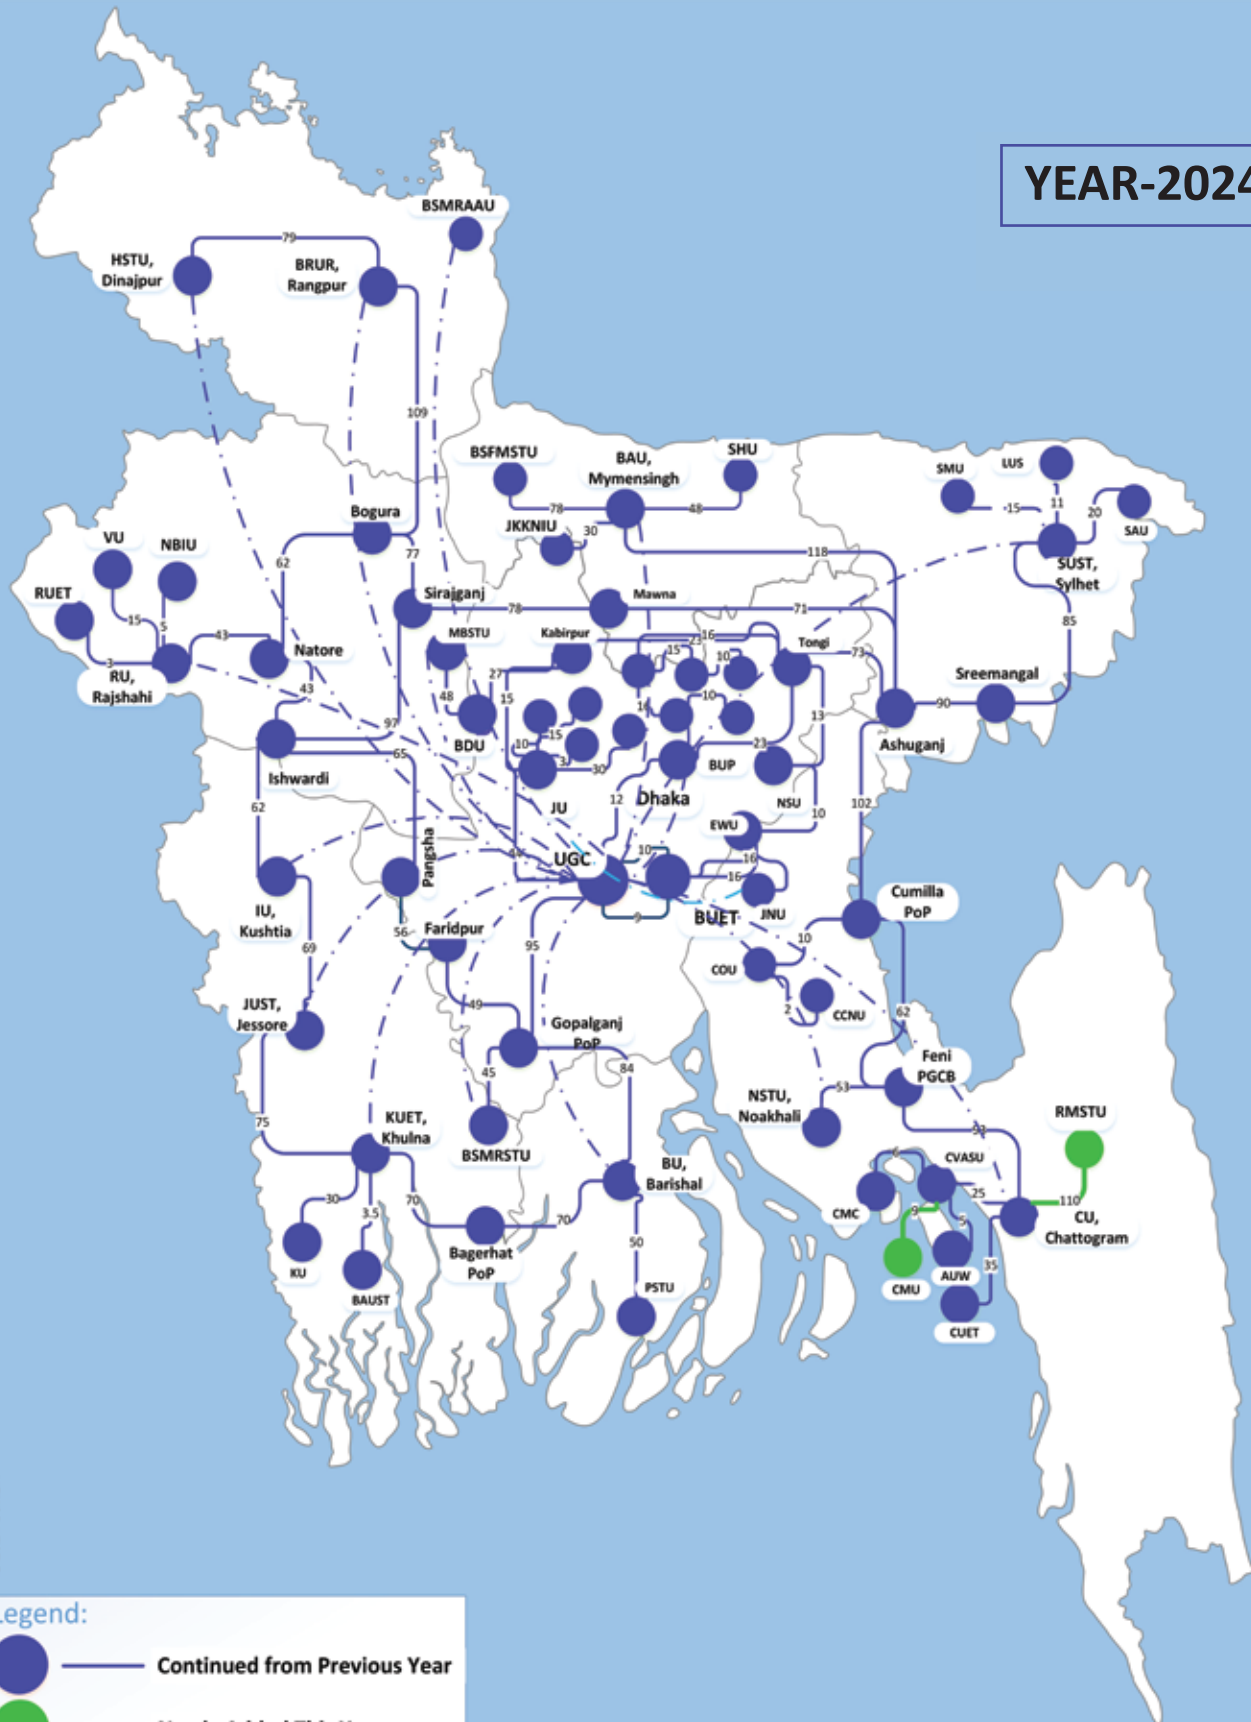 YEAR-2024
BSMRAAU
79
HSTU,
Dinajpur
BRUR,
Rangpur
109
BSFMSTU
BAU,
Mymensingh
SHU
SMU
LUS
78
48
15
11
20
SAU
Bogura
JKKNIU
30
VU
NBIU
77
118
SUST,
Sylhet
62
RUET
Sirajganj
78
Mawna
71
15
5
85
43
MBSTU
Kabirpur
16
23
Tongi
3
RU,
Rajshahi
Natore
15
10
73
27
Sreemangal
43
48
15
10
90
97
16
13
BDU
10
15
23
Ashuganj
65
3
30
BUP
Ishwardi
62
JU
12
Dhaka
NSU
102
10
EWU
Pangsha
44
UGC
10
16
16
IU,
Kushtia
BUET
JNU
Cumilla
PoP
56
Faridpur
9
69
95
10
COU
JUST,
Jessore
49
2
CCNU
62
Gopalganj
PoP
45
84
Feni
PGCB
53
NSTU,
Noakhali
RMSTU
75
KUET,
Khulna
93
BSMRSTU
BU,
Barishal
6
CVASU
30
3.5
70
70
CMC
9
25
5
110
CU,
Chattogram
50
Bagerhat
PoP
KU
BAUST
PSTU
35
CMU
AUW
CUET
Legend:
Continued from Previous Year